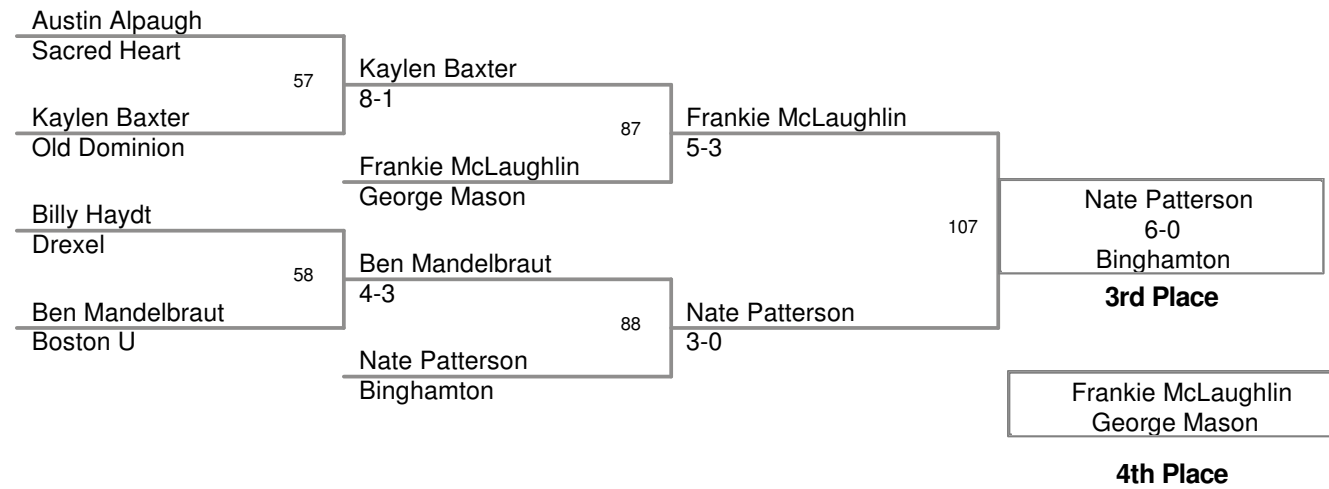 Austin Alpaugh
Sacred Heart
57
Kaylen Baxter
8-1
Kaylen Baxter
Old Dominion
87
Frankie McLaughlin
5-3
Frankie McLaughlin
George Mason
Billy Haydt
Drexel
58
Ben Mandelbraut
4-3
Ben Mandelbraut
Boston U
88
Nate Patterson
3-0
Nate Patterson
Binghamton
107
Nate Patterson
6-0
Binghamton
3rd Place
Frankie McLaughlin
George Mason
4th Place